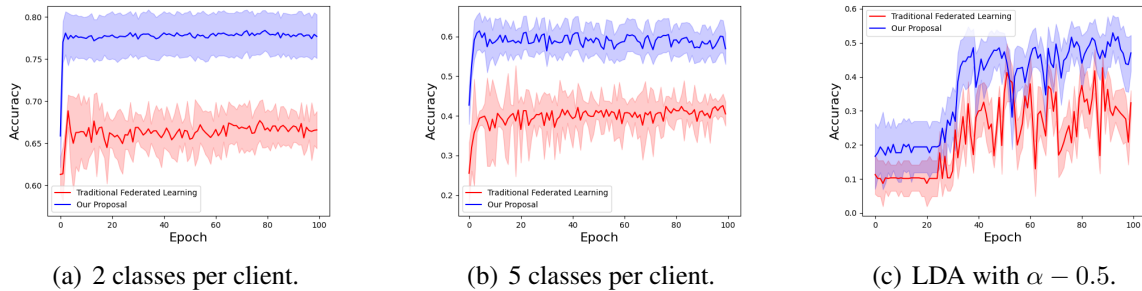 Accuracy
0.80
0.75
0.70
0.65
0.60
Traditional Federated Learning
Our Proposal
0 20 40 60 80 100
Epoch
(a) 2 classes per client.
Accuracy
0.6
0.5
0.4
0.3
0.2
Traditional Federated Learning
Our Proposal
0 20 40 60 80 100
Epoch
(b) 5 classes per client.
Accuracy
0.6
0.5
0.4
0.3
0.2
0.1
0.0
Traditional Federated Learning
Our Proposal
0 20 40 60 80 100
Epoch
(c) LDA with α − 0.5.